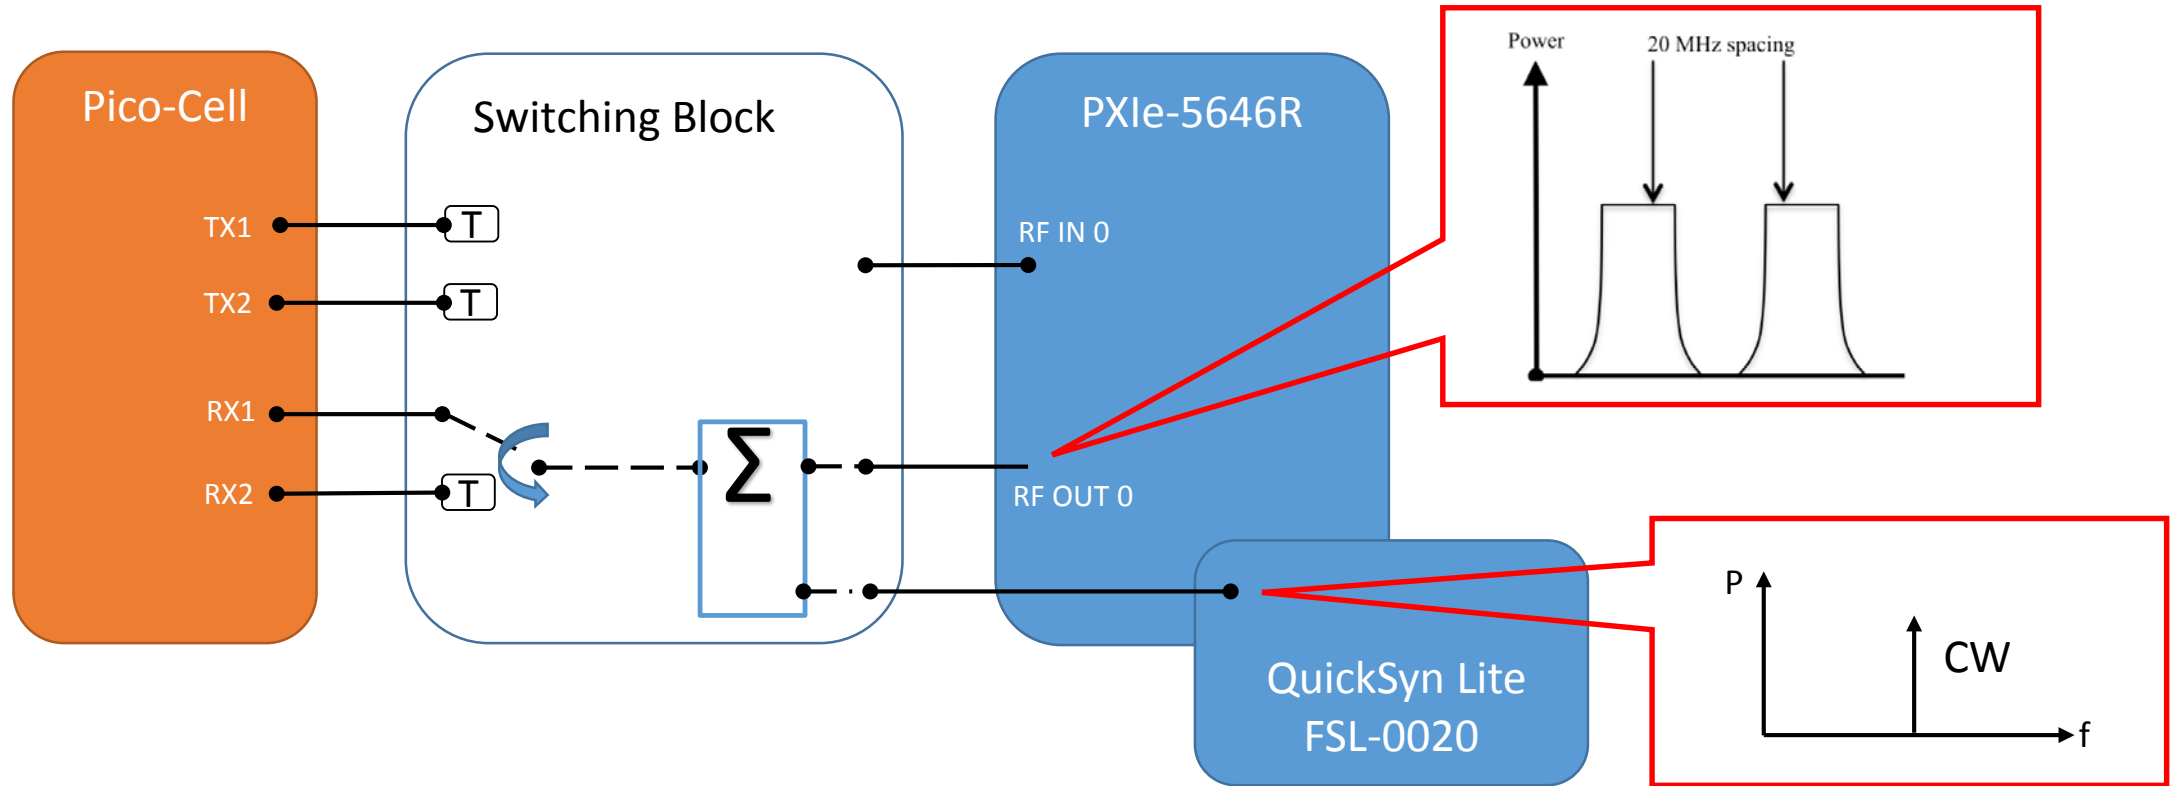 Pico-Cell
TX1
TX2
RX1
RX2
Switching Block
T
T
T
Σ
PXIe-5646R
RF IN 0
RF OUT 0
QuickSyn Lite
FSL-0020
Power
20 MHz spacing
P
CW
f